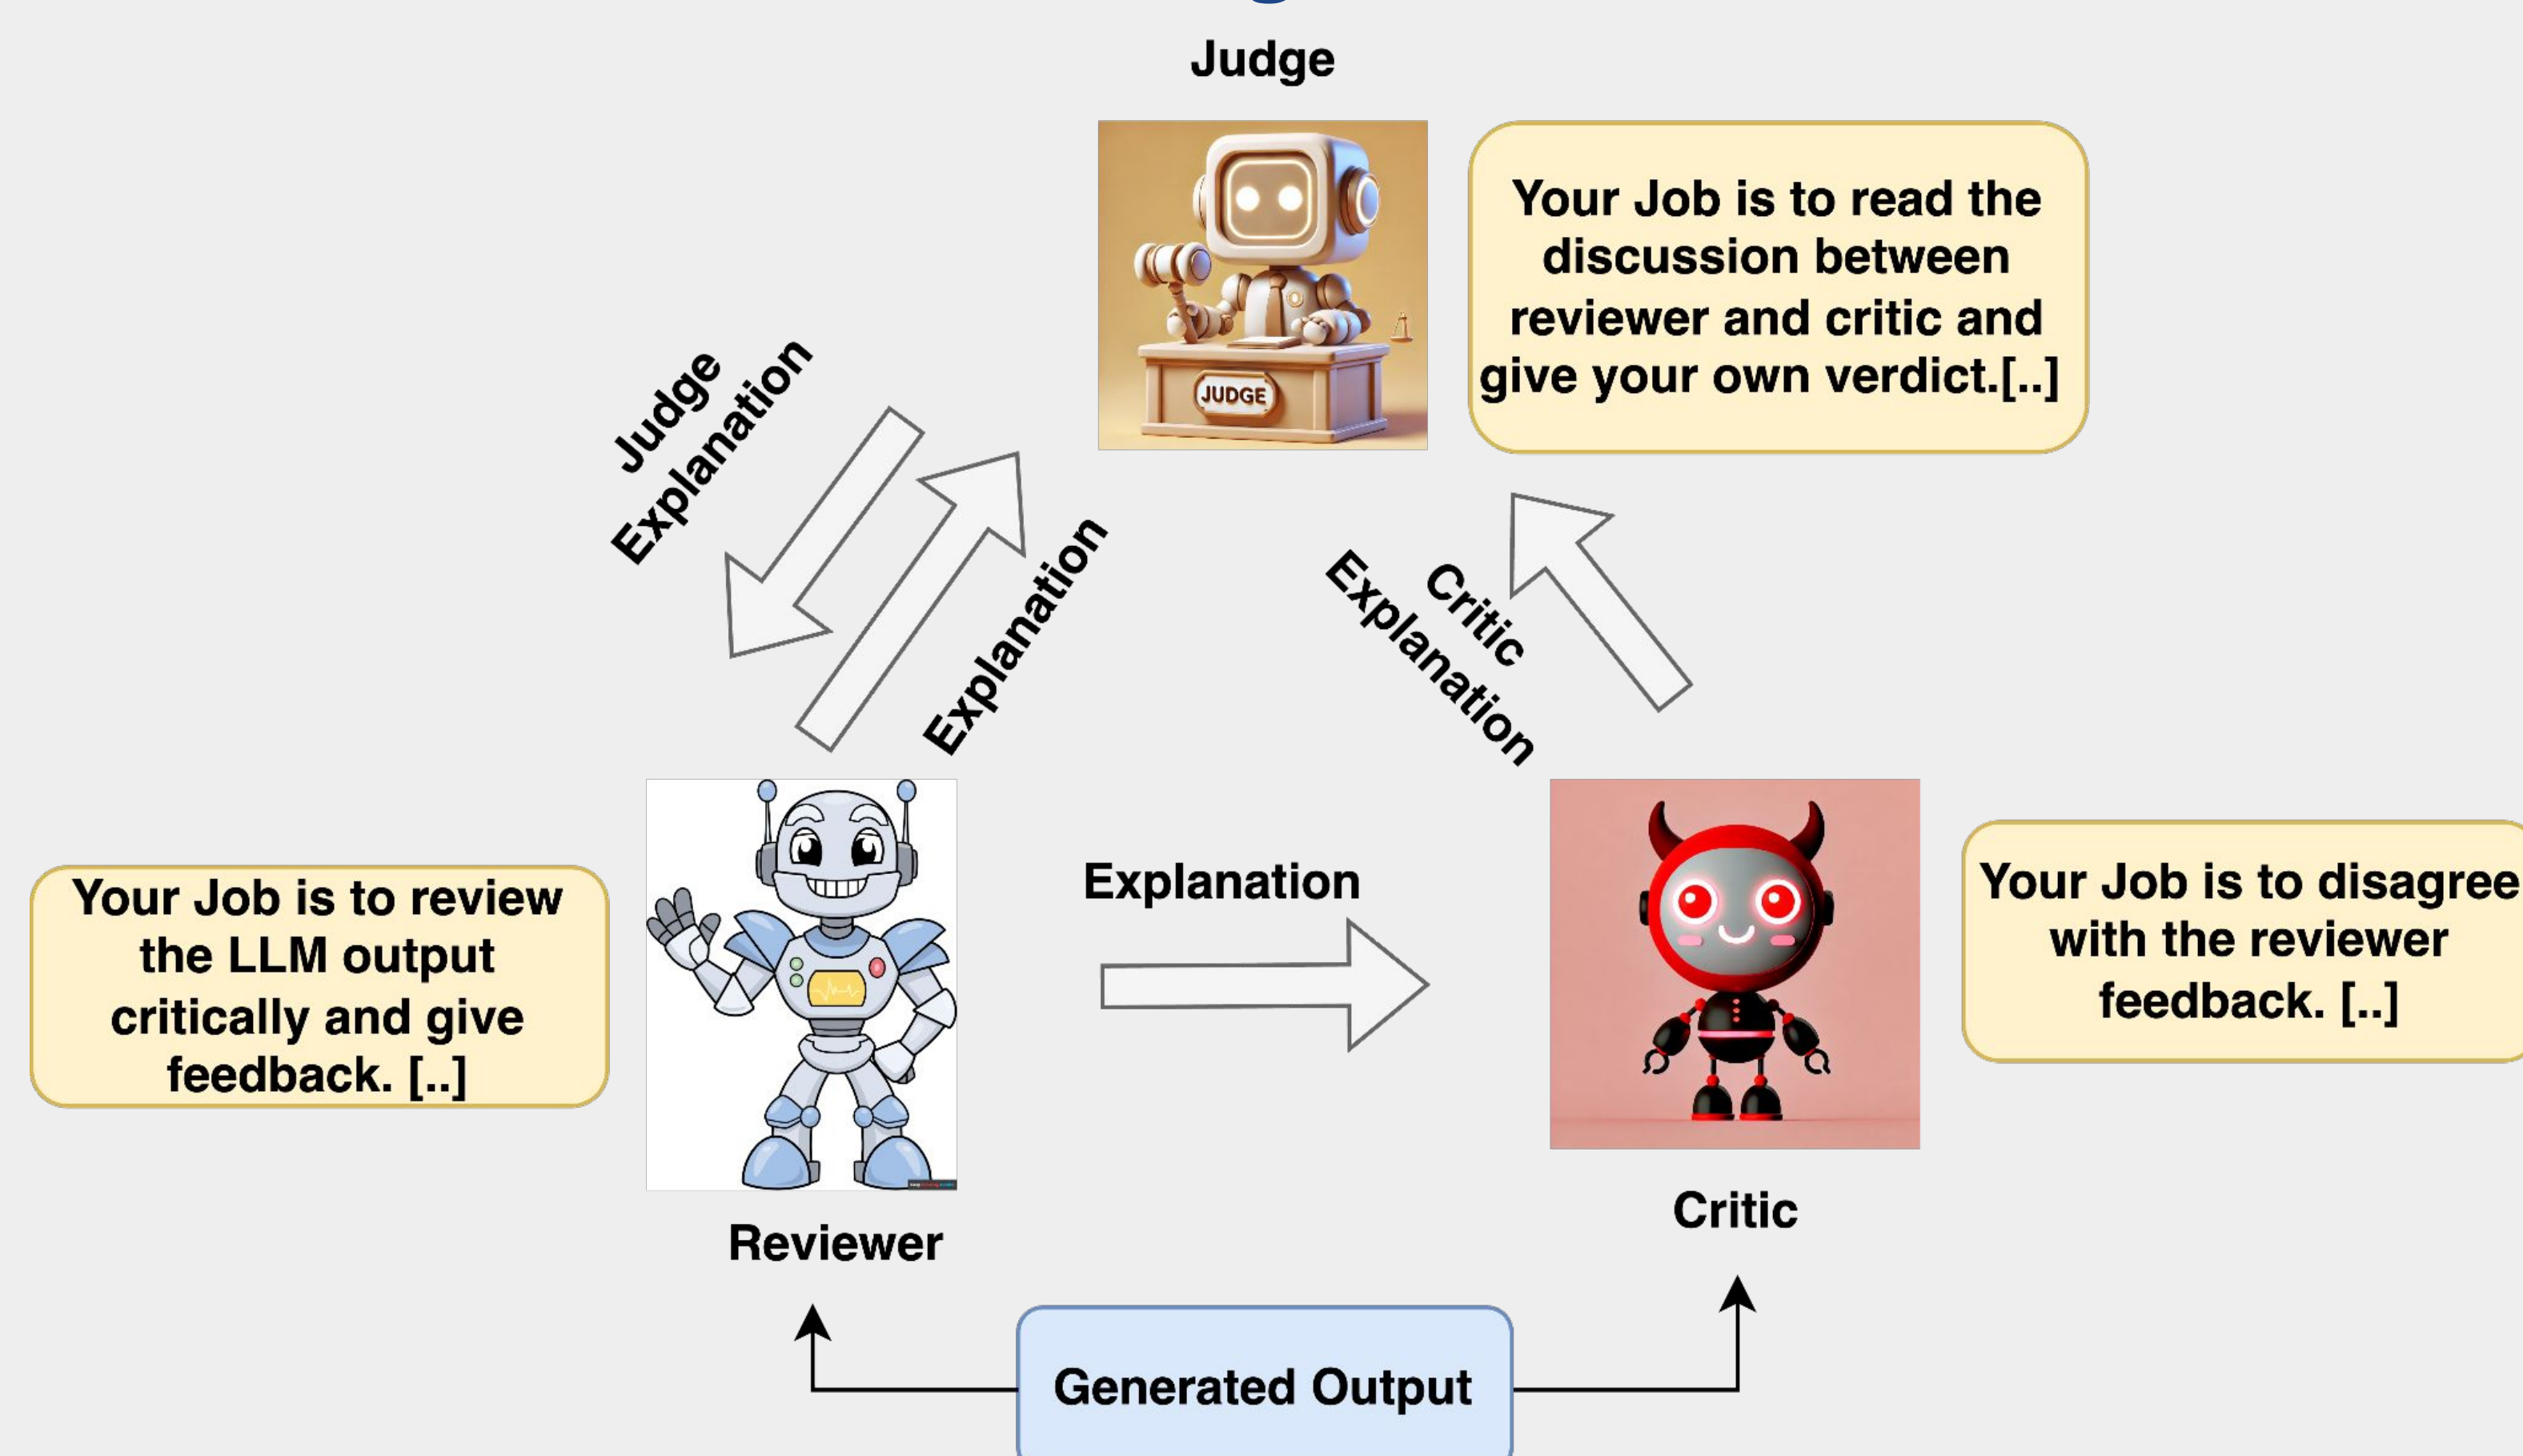 Judge
JUDGE
Your Job is to read the
discussion between
reviewer and critic and
give your own verdict.[..]
Judge
Explanation
Explanation
Critic
Explanation
Your Job is to review
the LLM output
critically and give
feedback. [..]
Explanation
Your Job is to disagree
with the reviewer
feedback. [..]
Reviewer
Critic
Generated Output